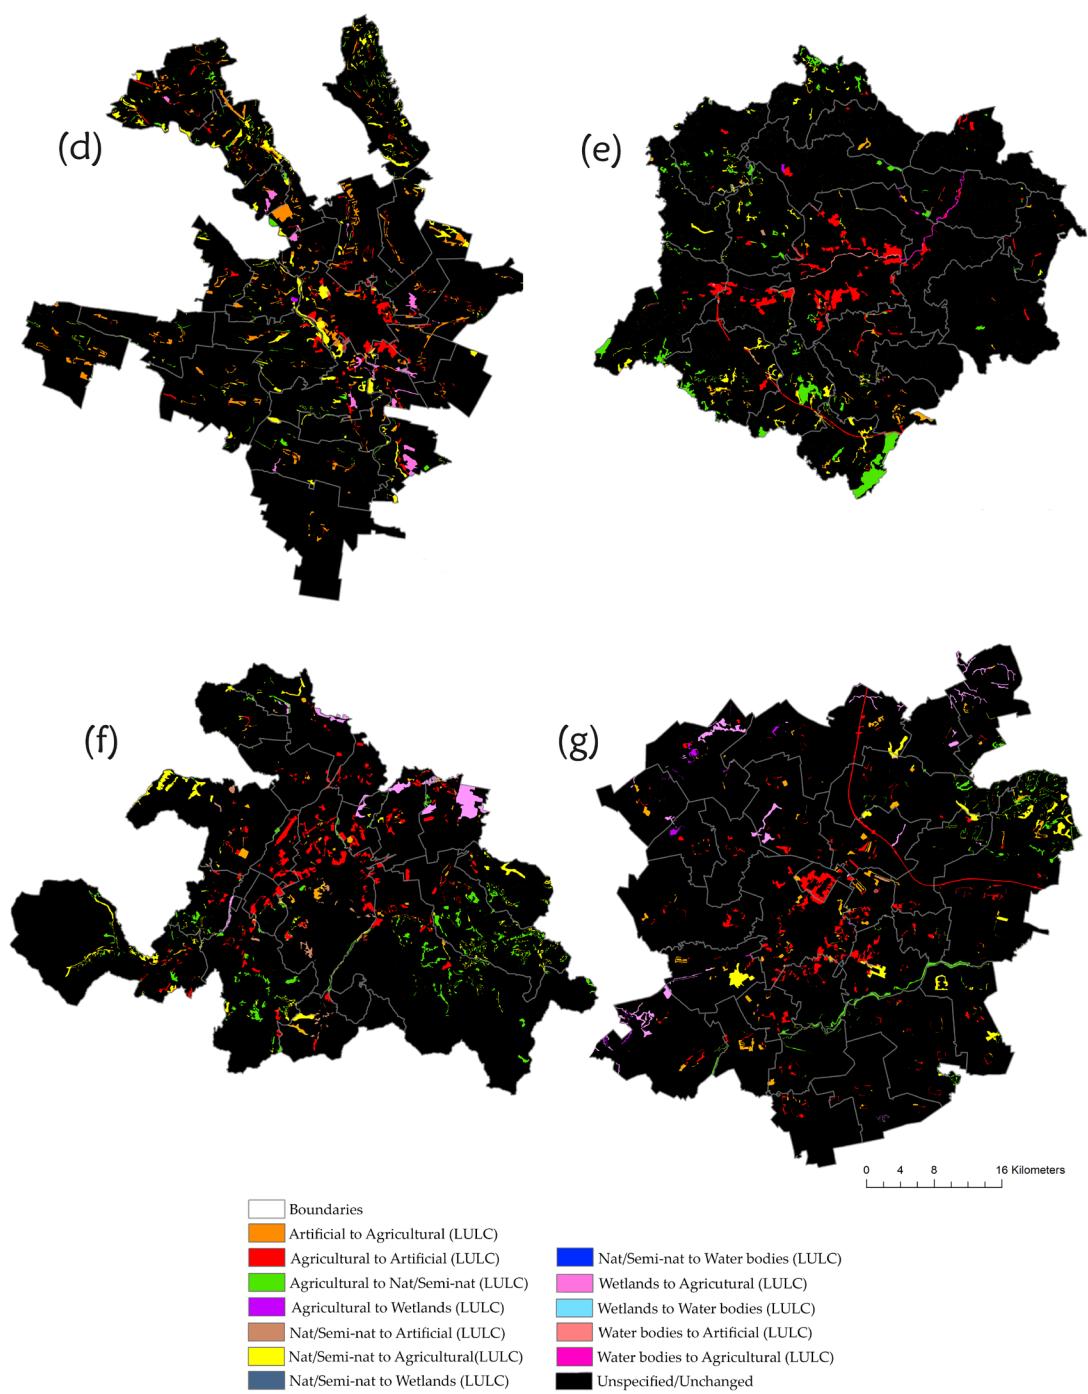 (d)
(e)
(f)
(g)
0 4 8 16 Kilometers
Boundaries
Artificial to Agricultural (LULC)
Agricultural to Artificial (LULC)
Agricultural to Nat/Semi-nat (LULC)
Agricultural to Wetlands (LULC)
Nat/Semi-nat to Artificial (LULC)
Nat/Semi-nat to Agricultural(LULC)
Nat/Semi-nat to Wetlands (LULC)
Nat/Semi-nat to Water bodies (LULC)
Wetlands to Agricutural (LULC)
Wetlands to Water bodies (LULC)
Water bodies to Artificial (LULC)
Water bodies to Agricultural (LULC)
Unspecified/Unchanged